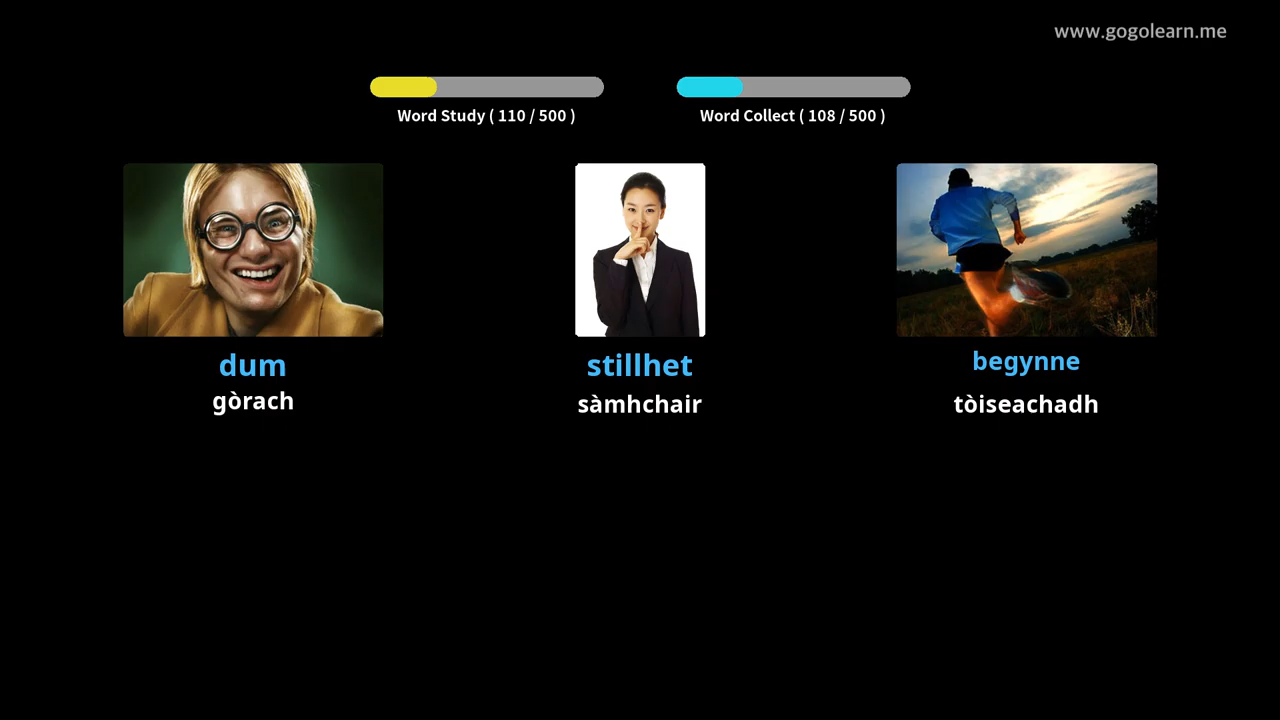 www.gogolearn.me
Word Study ( 110 / 500 )
Word Collect ( 108 / 500 )
dum
gòrach
stillhet
sàmhchair
begynne
tòiseachadh